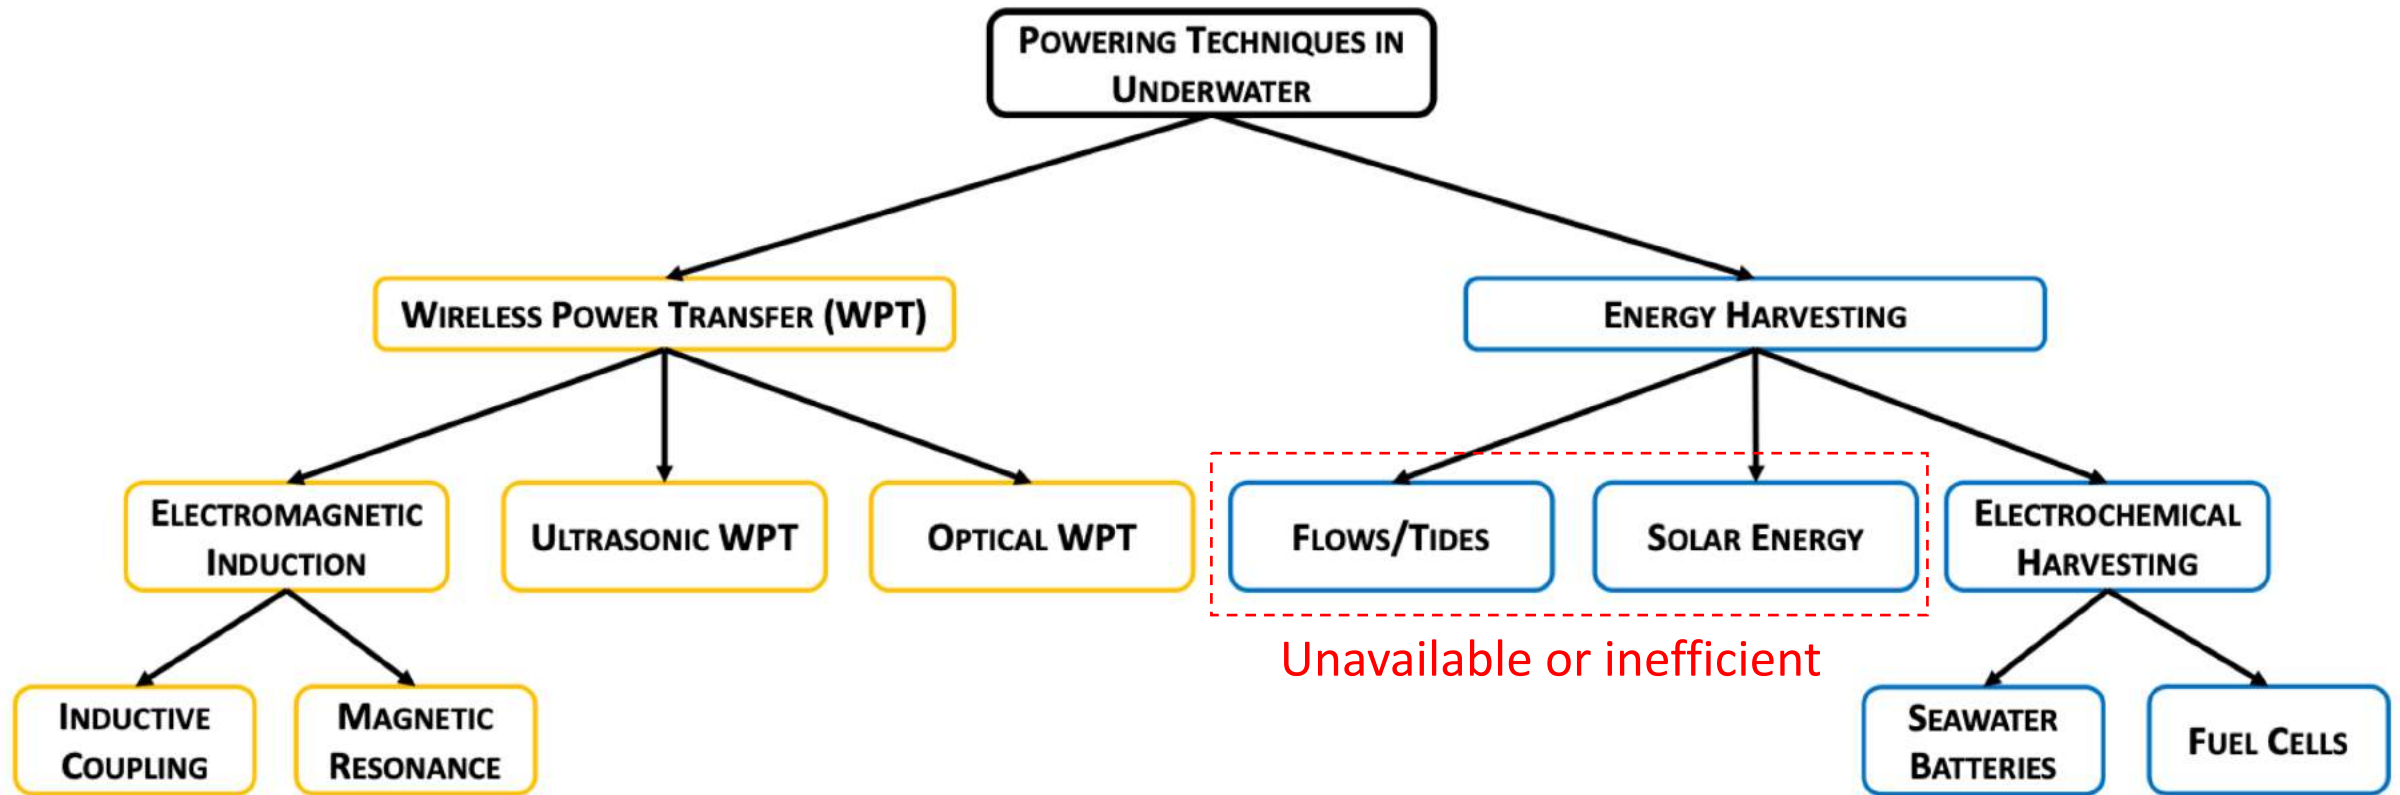 POWERING TECHNIQUES IN
UNDERWATER
WIRELESS POWER TRANSFER (WPT)
ENERGY HARVESTING
ELECTROMAGNETIC
INDUCTION
ULTRASONIC WPT
OPTICAL WPT
FLOWS/TIDES
SOLAR ENERGY
ELECTROCHEMICAL
HARVESTING
Unavailable or inefficient
INDUCTIVE
COUPLING
MAGNETIC
RESONANCE
SEAWATER
BATTERIES
FUEL CELLS